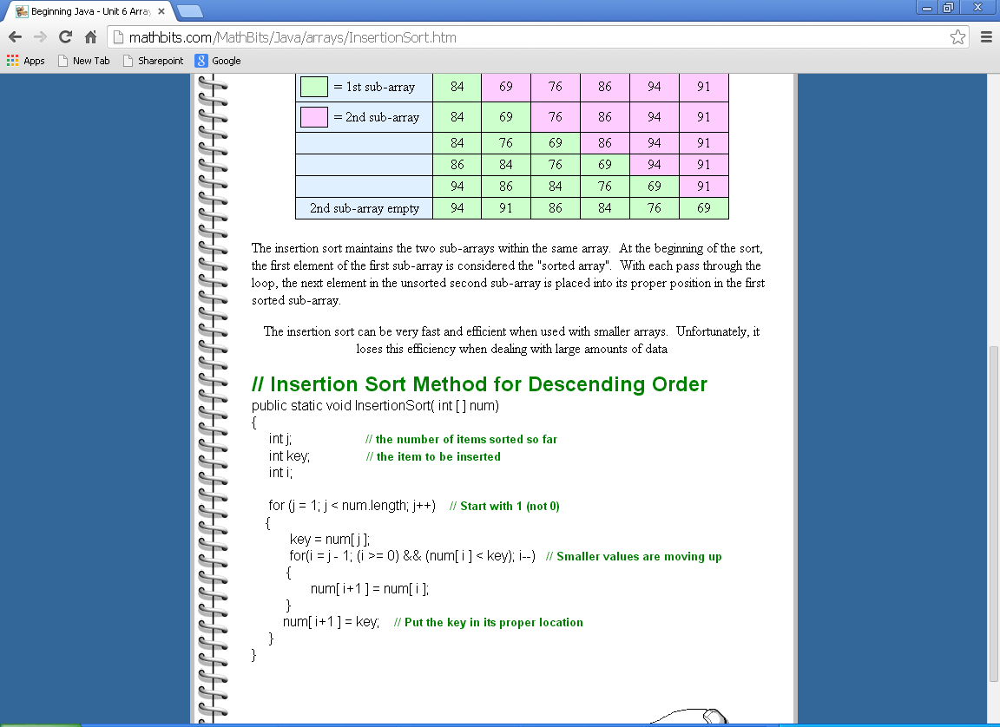 Beginning Java - Unit 6 Array
mathbits.com/MathBits/Java/arrays/InsertionSort.htm
Apps New Tab Sharepoint Google
= 1st sub-array 84 69 76 86 94 91
= 2nd sub-array 84 69 76 86 94 91
84 76 69 86 94 91
86 84 76 69 94 91
94 86 84 76 69 91
2nd sub-array empty 94 91 86 84 76 69
The insertion sort maintains the two sub-arrays within the same array. At the beginning of the sort,
the first element of the first sub-array is considered the "sorted array". With each pass through the
loop, the next element in the unsorted second sub-array is placed into its proper position in the first
sorted sub-array.
The insertion sort can be very fast and efficient when used with smaller arrays. Unfortunately, it
loses this efficiency when dealing with large amounts of data
// Insertion Sort Method for Descending Order
public static void InsertionSort( int [ ] num)
{
int j; // the number of items sorted so far
int key; // the item to be inserted
int i;
for (j = 1; j < num.length; j++) // Start with 1 (not 0)
{
key = num[ j ];
for(i = j - 1; (i >= 0) && (num[ i ] < key); i--) // Smaller values are moving up
{
num[ i+1 ] = num[ i ];
}
num[ i+1 ] = key; // Put the key in its proper location
}
}